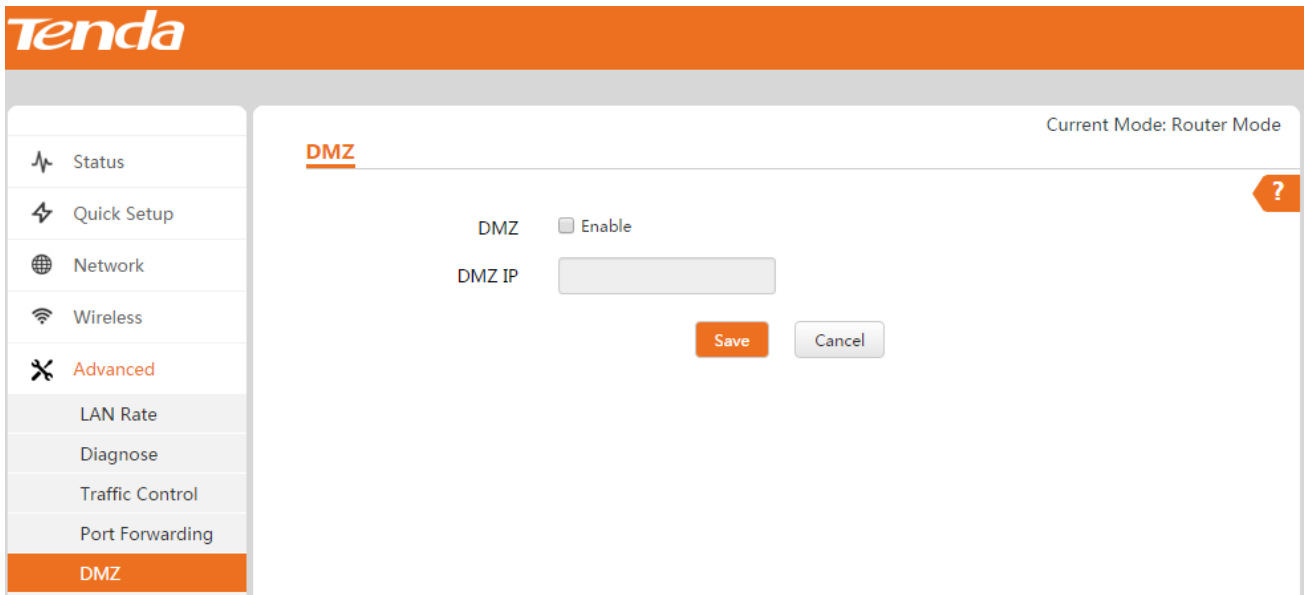 Tenda
Current Mode: Router Mode
DMZ
?
Status
Quick Setup
Network
Wireless
Advanced
LAN Rate
Diagnose
Traffic Control
Port Forwarding
DMZ
DMZ Enable
DMZ IP
Save Cancel